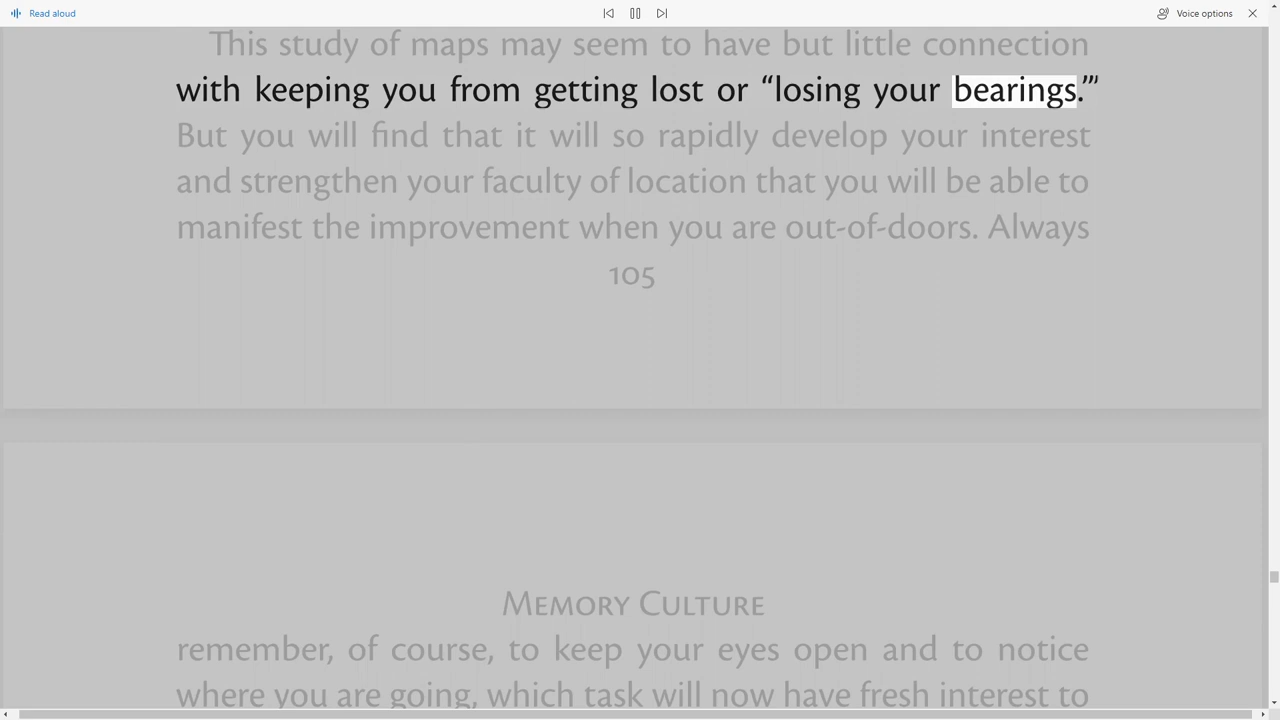 Read aloud
Voice options
This study of maps may seem to have but little connection
with keeping you from getting lost or “losing your bearings.’”
But you will find that it will so rapidly develop your interest
and strengthen your faculty of location that you will be able to
manifest the improvement when you are out-of-doors. Always
105
Memory Culture
remember, of course, to keep your eyes open and to notice
where you are going, which task will now have fresh interest to